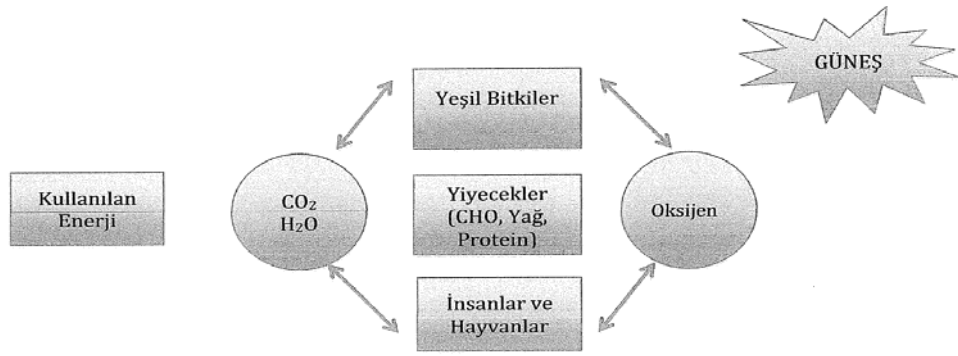 GÜNEŞ
Yeşil Bitkiler
Kullanılan
Enerji
CO₂
H₂O
Yiyecekler
(CHO, Yağ,
Protein)
Oksijen
İnsanlar ve
Hayvanlar